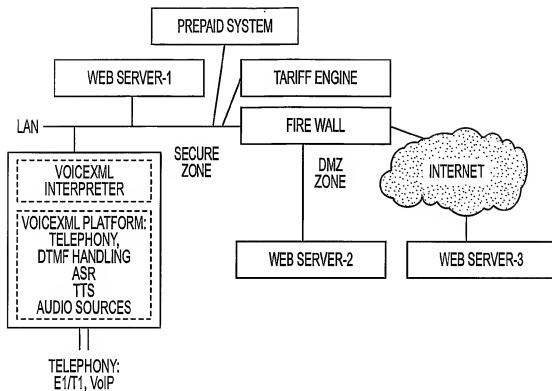 PREPAID SYSTEM
WEB SERVER-1
TARIFF ENGINE
LAN
FIRE WALL
SECURE
ZONE
DMZ
ZONE
INTERNET
VOICEXML
INTERPRETER
VOICEXML PLATFORM:
TELEPHONY,
DTMF HANDLING
ASR
TTS
AUDIO SOURCES
WEB SERVER-2
WEB SERVER-3
TELEPHONY:
E1/T1, VoIP